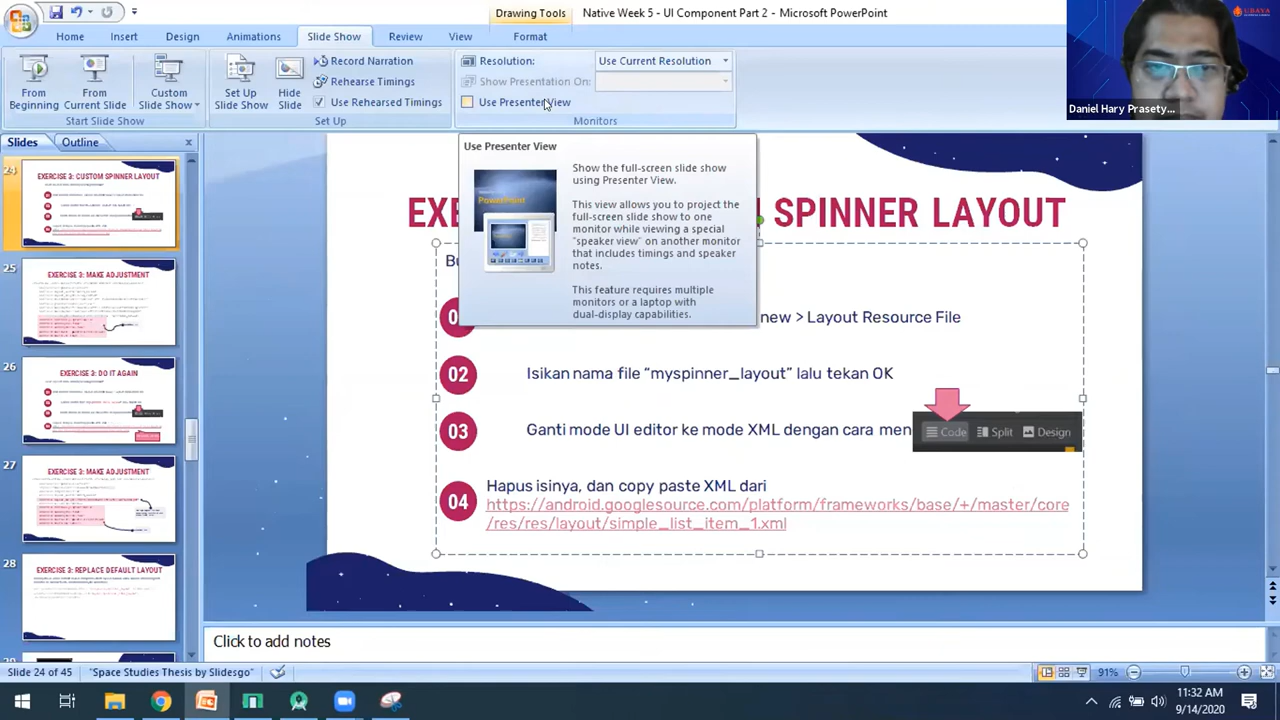 Drawing Tools
Native Week 5 - UI Component Part 2 - Microsoft PowerPoint
UBAYA
Home
Insert
Design
Animations
Slide Show
Review
View
Format
From Beginning
From Current Slide
Custom Slide Show
Start Slide Show
Set Up Slide Show
Hide Slide
Record Narration
Rehearse Timings
Use Rehearsed Timings
Set Up
Resolution:
Use Current Resolution
Show Presentation On:
Use Presenter View
Monitors
Daniel Hary Prasety...
Slides
Outline
Use Presenter View
PowerPoint
Show the full-screen slide show
using Presenter View.
This view allows you to project the
full-screen slide show to one
monitor while viewing a special
"speaker view" on another monitor
that includes timings and speaker
notes.
This feature requires multiple
monitors or a laptop with
dual-display capabilities.
24
EXERCISE 3: CUSTOM SPINNER LAYOUT
25
EXERCISE 3: MAKE ADJUSTMENT
26
EXERCISE 3: DO IT AGAIN
27
EXERCISE 3: MAKE ADJUSTMENT
28
EXERCISE 3: REPLACE DEFAULT LAYOUT
EXE
SPINNER LAYOUT
Bu
new > Layout Resource File
02
Isikan nama file "myspinner_layout" lalu tekan OK
03
Ganti mode UI editor ke mode XML dengan cara men
Code
Split
Design
04
Hapus isinya, dan copy paste XML dari
/res/res/layout/simple_list_item_1.xml
Click to add notes
Slide 24 of 45
"Space Studies Thesis by Slidesgo"
91%
11:32 AM
9/14/2020